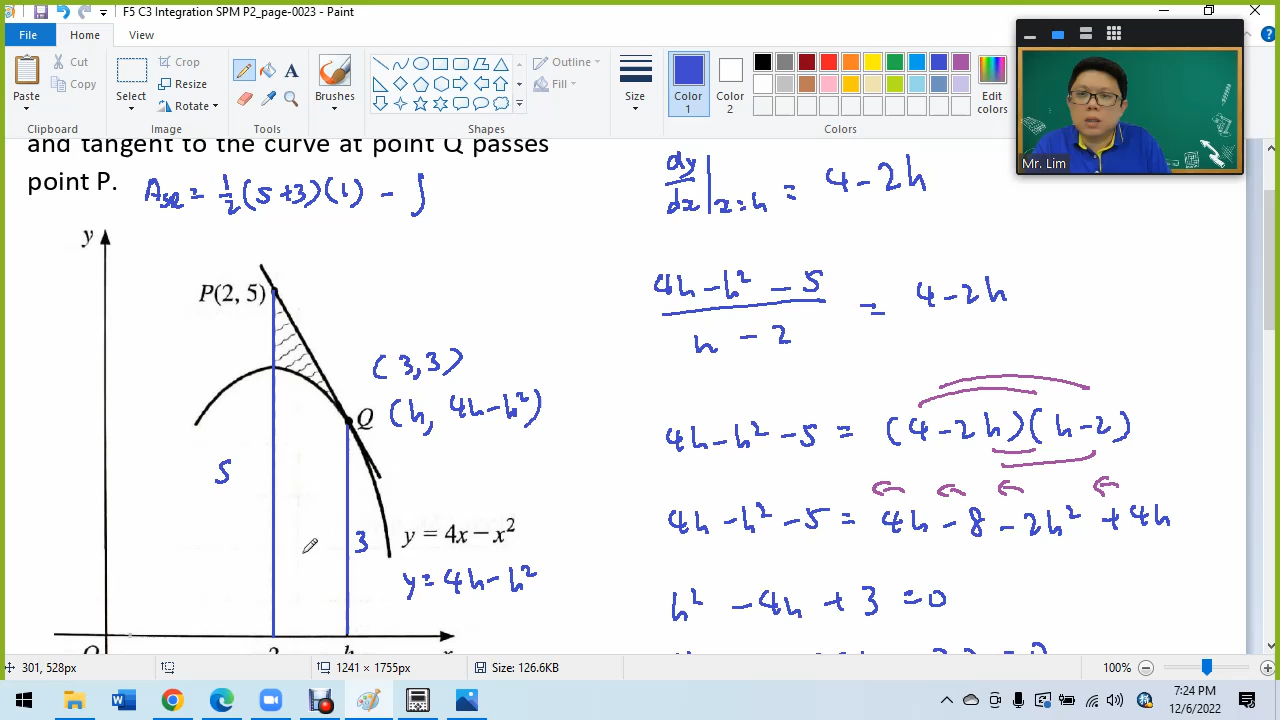 F5 C3 Integration SPM P2_page-0023 - Paint
File Home View
Paste Cut Copy Clipboard
Select Crop Resize Rotate Image
A Tools
Brushes
Shapes
Outline Fill
Size
Color 1 Color 2 Edit colors Colors
Mr. Lim
and tangent to the curve at point Q passes
point P.
A_SR = 1/2 (5+3)(1) - ∫
y
P(2, 5)
(3,3)
Q (h, 4h-h²)
5
3
y = 4x − x²
y = 4h-h²
2 h x
O
dy/dx | x=h = 4-2h
(4h-h²-5)/(h-2) = 4-2h
4h-h²-5 = (4-2h)(h-2)
4h-h²-5 = 4h-8-2h²+4h
h²-4h+3=0
301, 528px 1241 × 1755px Size: 126.6KB 100%
7:24 PM
12/6/2022